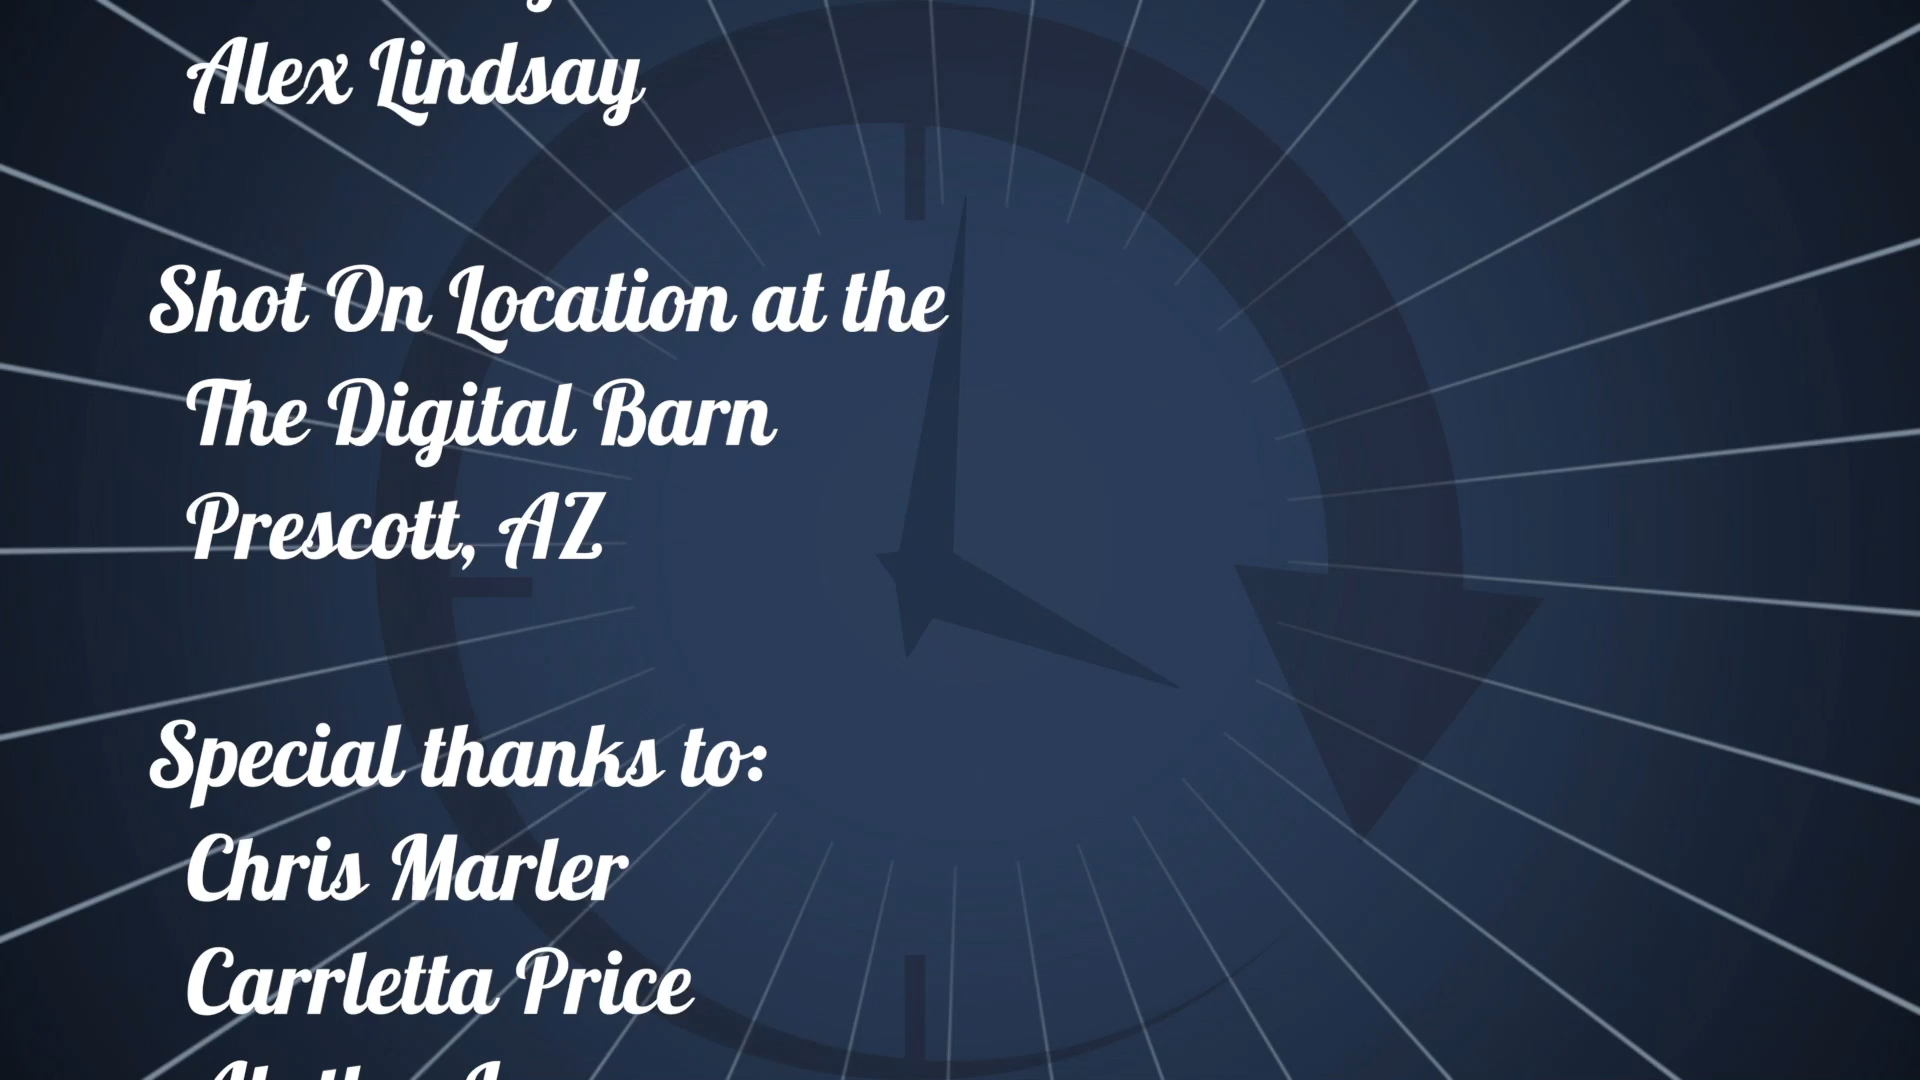 Alex Lindsay
Shot On Location at the
The Digital Barn
Prescott, AZ
Special thanks to:
Chris Marler
Carrletta Price